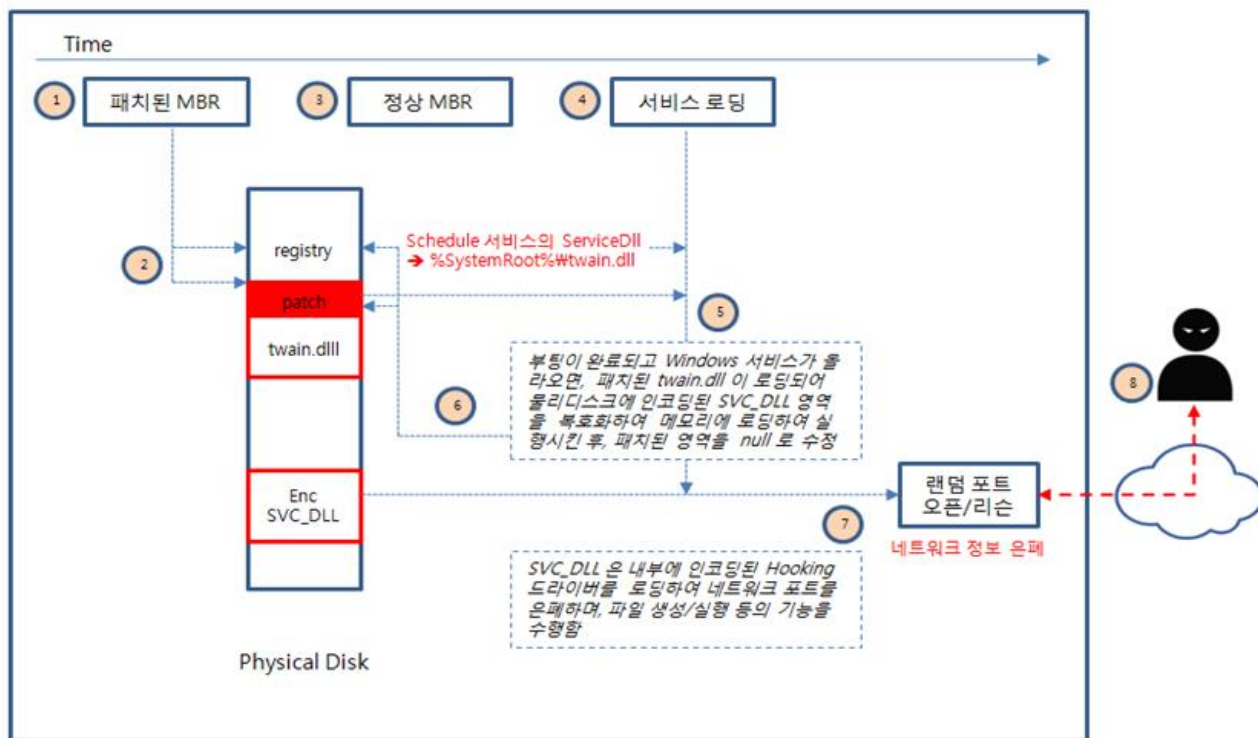 Time
1
패치된 MBR
3
정상 MBR
4
서비스 로딩
2
registry
Schedule 서비스의 ServiceDll
→ %SystemRoot%₩twain.dll
patch
5
twain.dlll
6
부팅이 완료되고 Windows 서비스가 올
라오면, 패치된 twain.dll 이 로딩되어
물리디스크에 인코딩된 SVC_DLL 영역
을 복호화하여 메모리에 로딩하여 실
행시킨 후, 패치된 영역을 null 로 수정
8
Enc
SVC_DLL
랜덤 포트
오픈/리슨
7
네트워크 정보 은폐
SVC_DLL 은 내부에 인코딩된 Hooking
드라이버를 로딩하여 네트워크 포트를
은폐하며, 파일 생성/실행 등의 기능을
수행함
Physical Disk